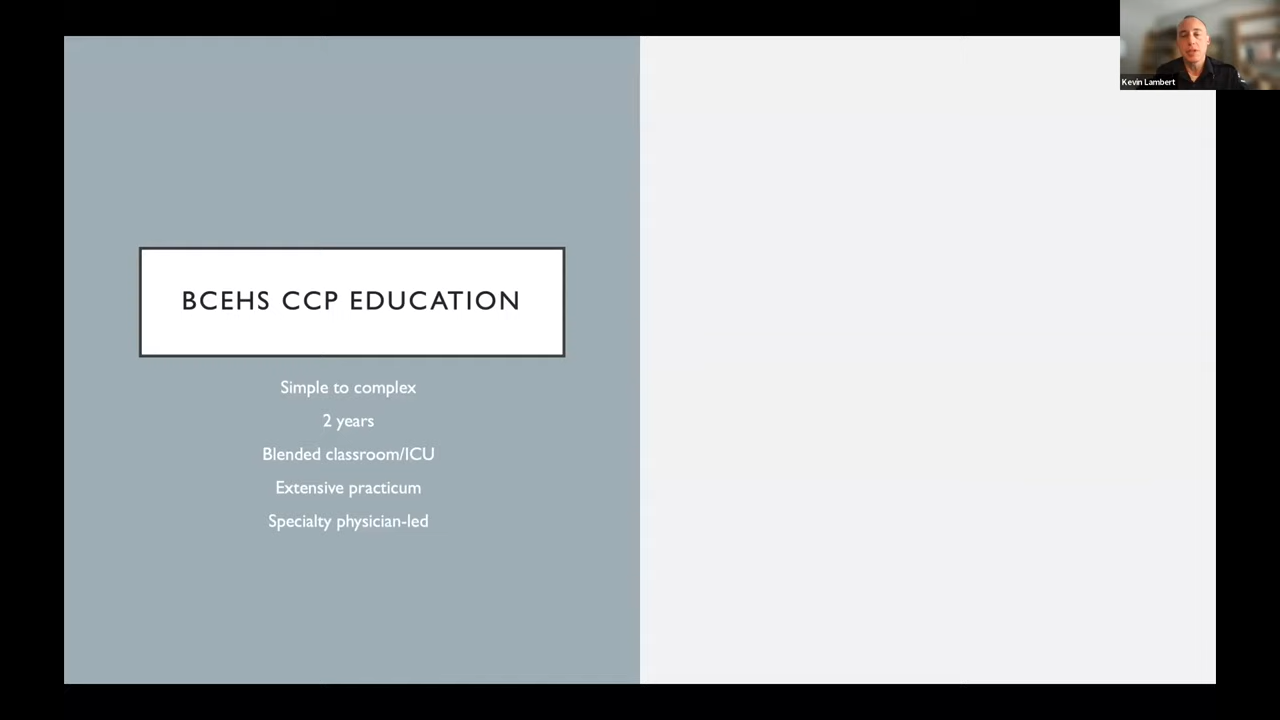 BCEHS CCP EDUCATION
Simple to complex
2 years
Blended classroom/ICU
Extensive practicum
Specialty physician-led
Kevin Lambert